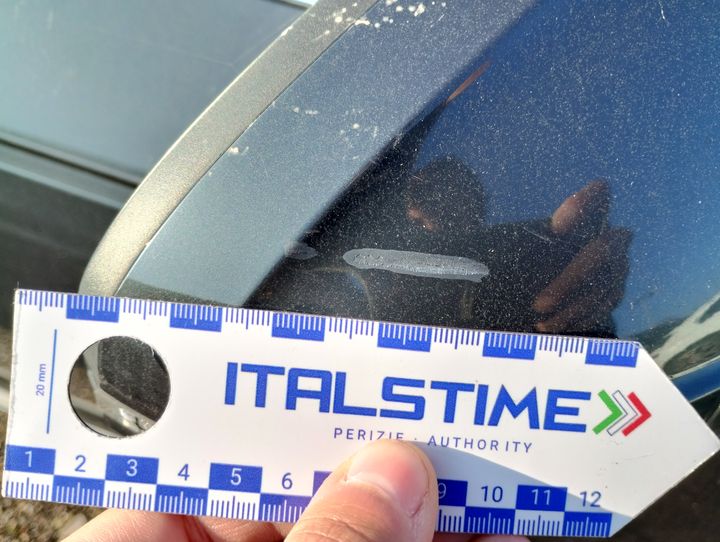 ITALSTIME
PERIZIE · AUTHORITY
20 mm
1 2 3 4 5 6 9 10 11 12